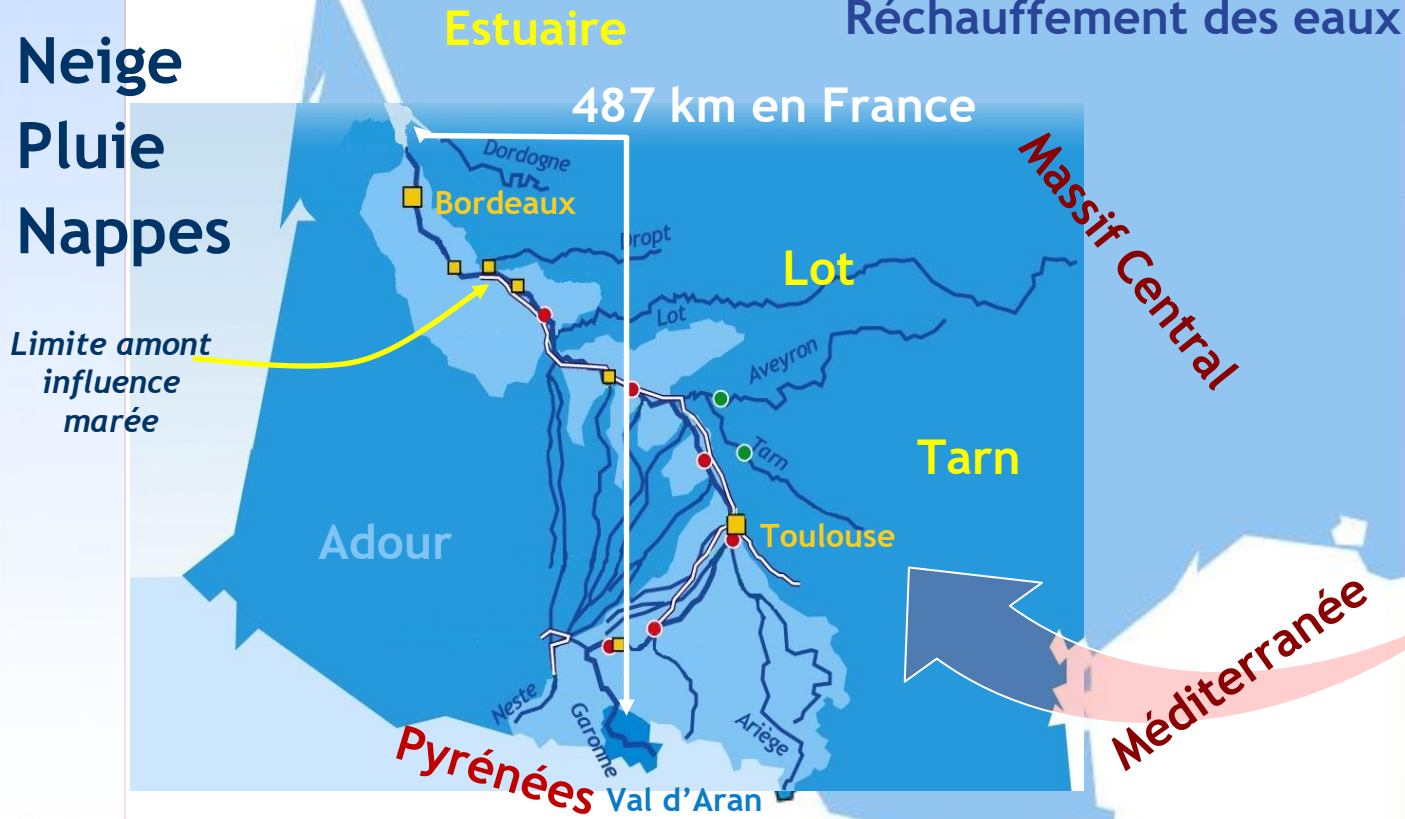 Estuaire
Réchauffement des eaux
Neige
Pluie
Nappes
487 km en France
Dordogne
Bordeaux
Massif Central
Dropt
Lot
Lot
Limite amont
influence
marée
Aveyron
Tarn
Tarn
Adour
Toulouse
Méditerranée
Neste
Garonne
Ariège
Pyrénées
Val d’Aran